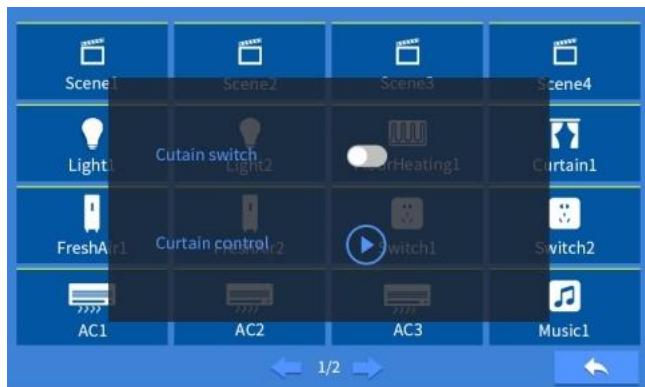 Scene1 Scene2 Scene3 Scene4
Light1 Light2 FloorHeating1 Curtain1
Cutain switch
FreshAir1 FreshAir2 Switch1 Switch2
Curtain control
AC1 AC2 AC3 Music1
1/2